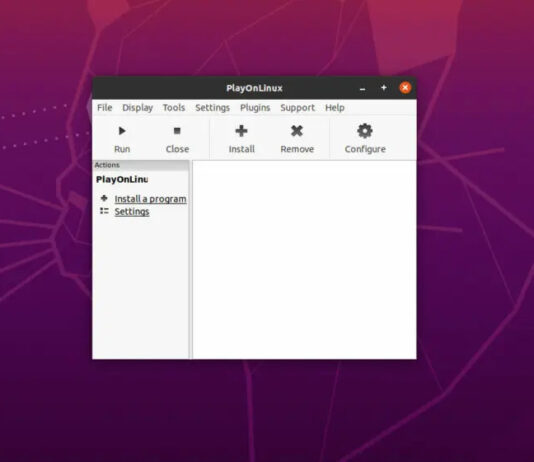 PlayOnLinux
File Display Tools Settings Plugins Support Help
Run Close Install Remove Configure
Actions
PlayOnLinu
Install a program
Settings